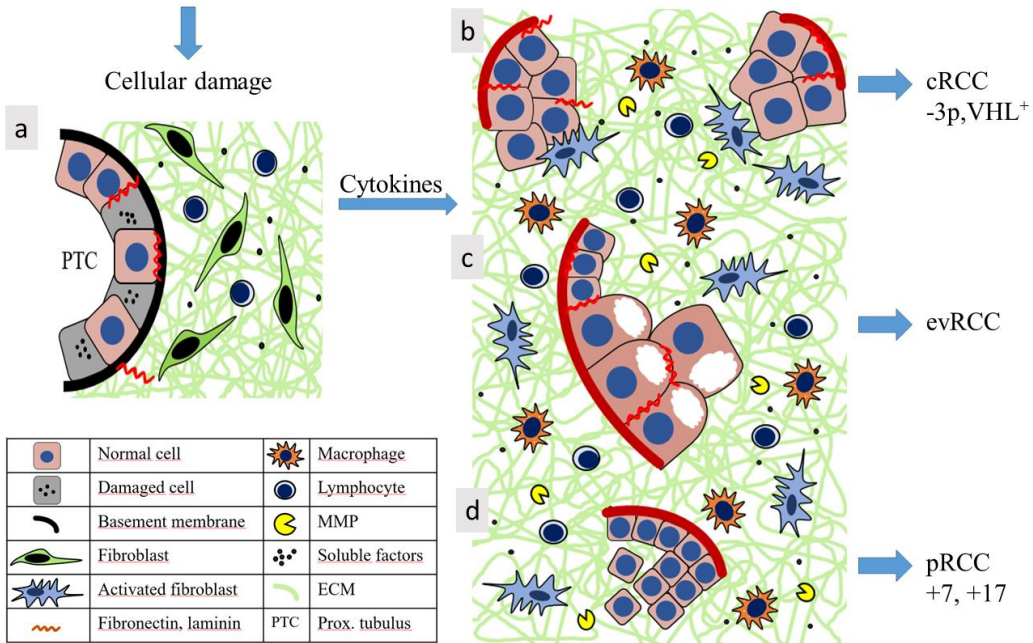 Cellular damage
a
PTC
Cytokines
b
cRCC
-3p,VHL+
c
evRCC
d
pRCC
+7, +17
Normal cell
Macrophage
Damaged cell
Lymphocyte
Basement membrane
MMP
Fibroblast
Soluble factors
Activated fibroblast
ECM
Fibronectin, laminin
PTC
Prox. tubulus